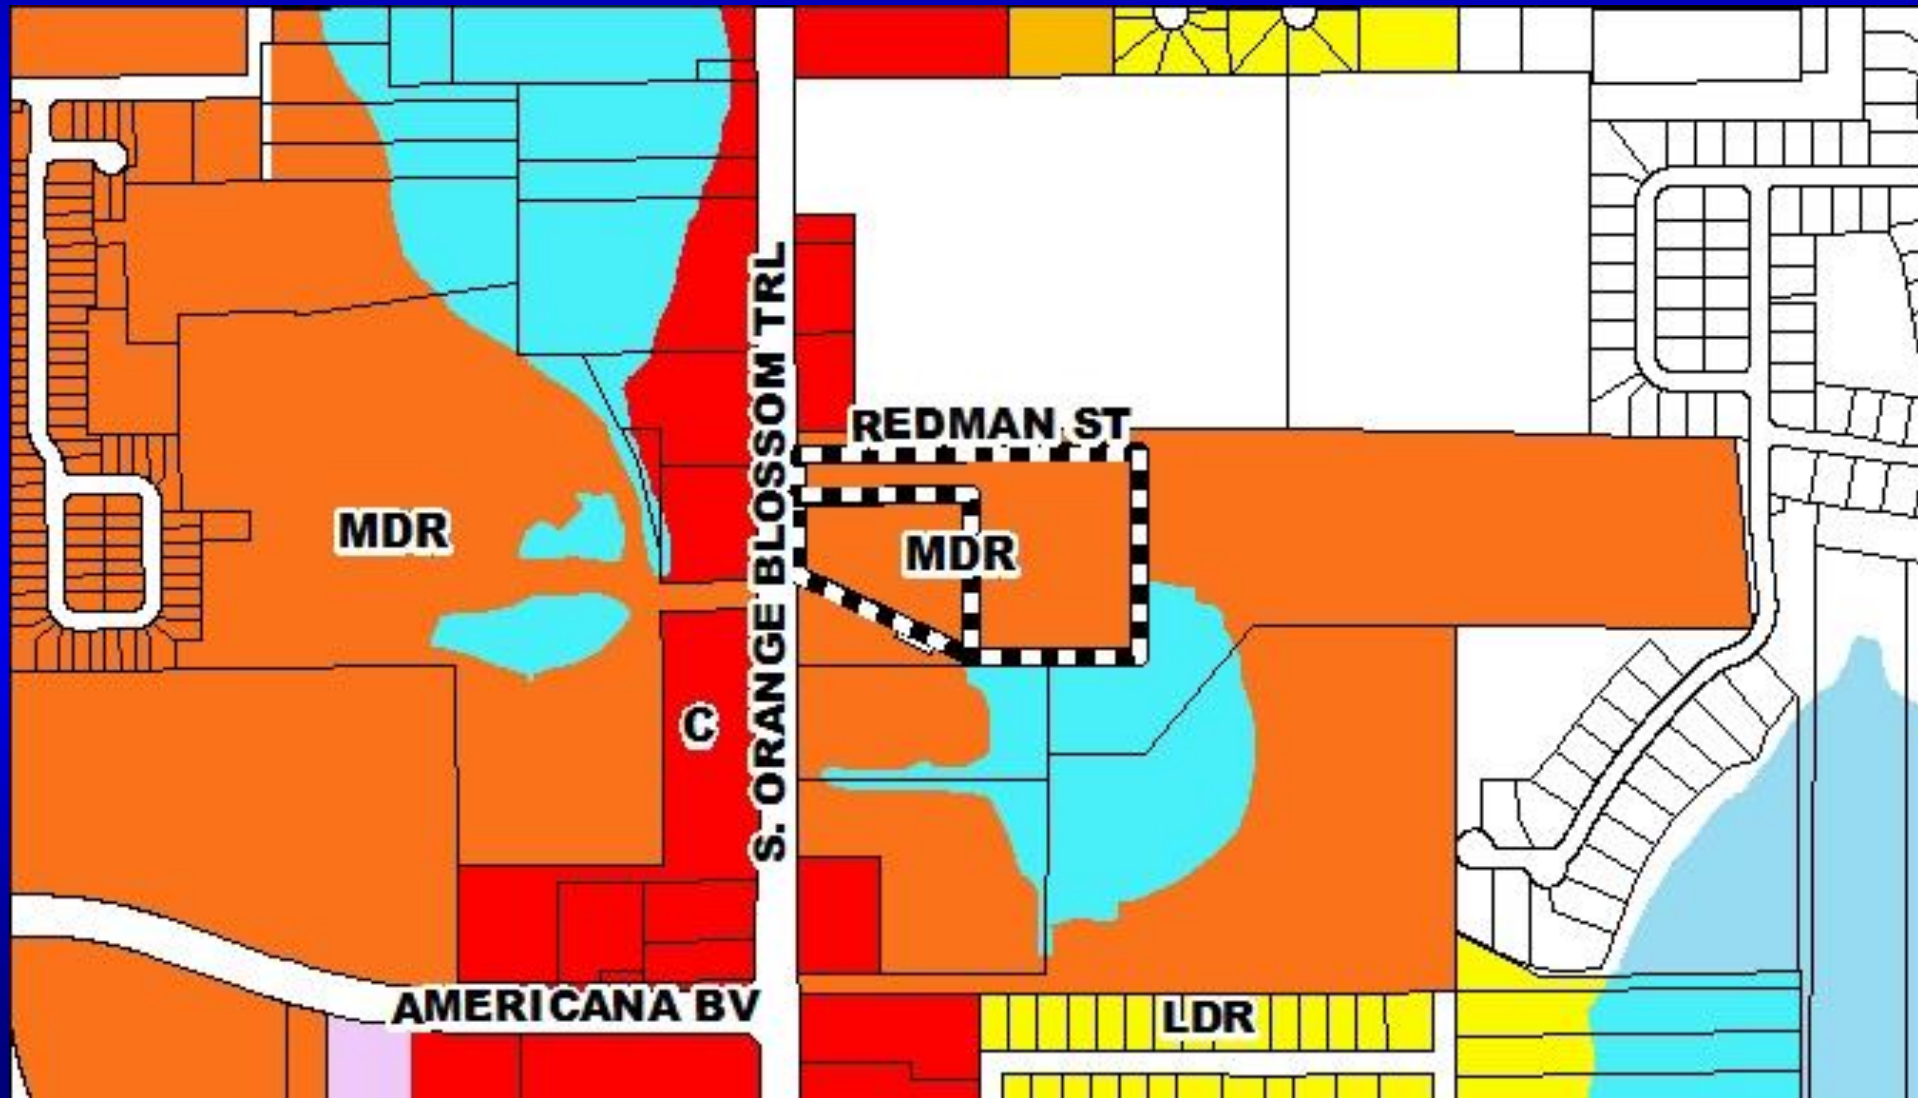 S. ORANGE BLOSSOM TRL
REDMAN ST
MDR
MDR
C
AMERICANA BV
LDR